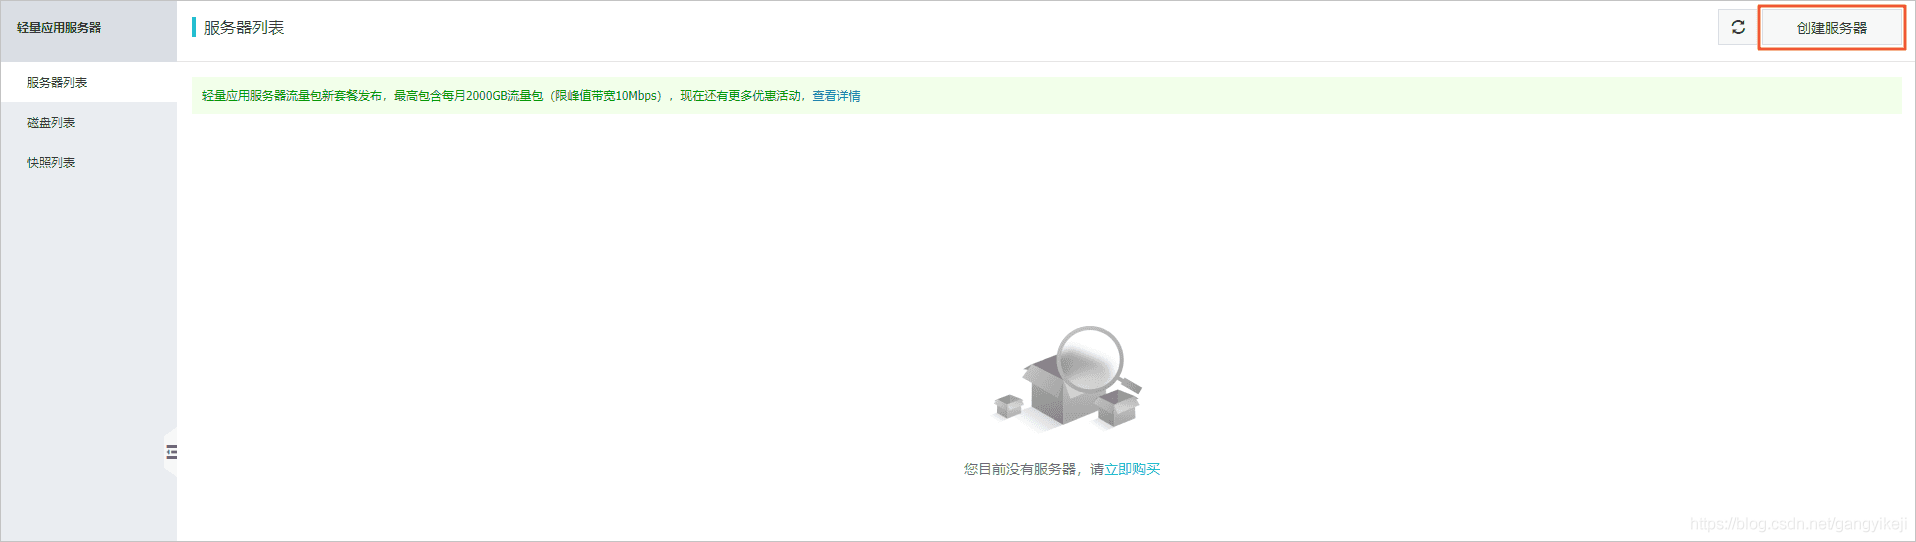 轻量应用服务器
服务器列表
创建服务器
服务器列表
磁盘列表
快照列表
轻量应用服务器流量包新套餐发布，最高包含每月2000GB流量包（限峰值带宽10Mbps），现在还有更多优惠活动，查看详情
您目前没有服务器，请立即购买
https://blog.csdn.net/gangyikeji